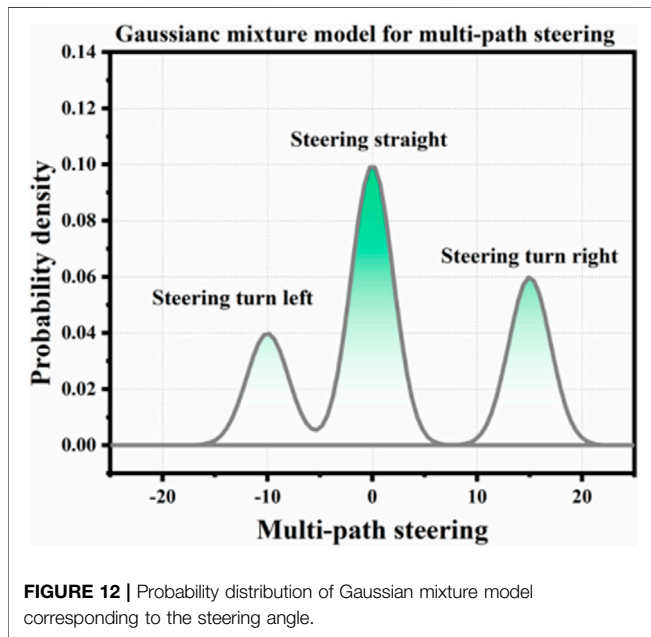 Gaussianc mixture model for multi-path steering
0.14
0.12
0.10
0.08
0.06
0.04
0.02
0.00
Probability density
Steering straight
Steering turn right
Steering turn left
-20 -10 0 10 20
Multi-path steering
FIGURE 12 | Probability distribution of Gaussian mixture model
corresponding to the steering angle.